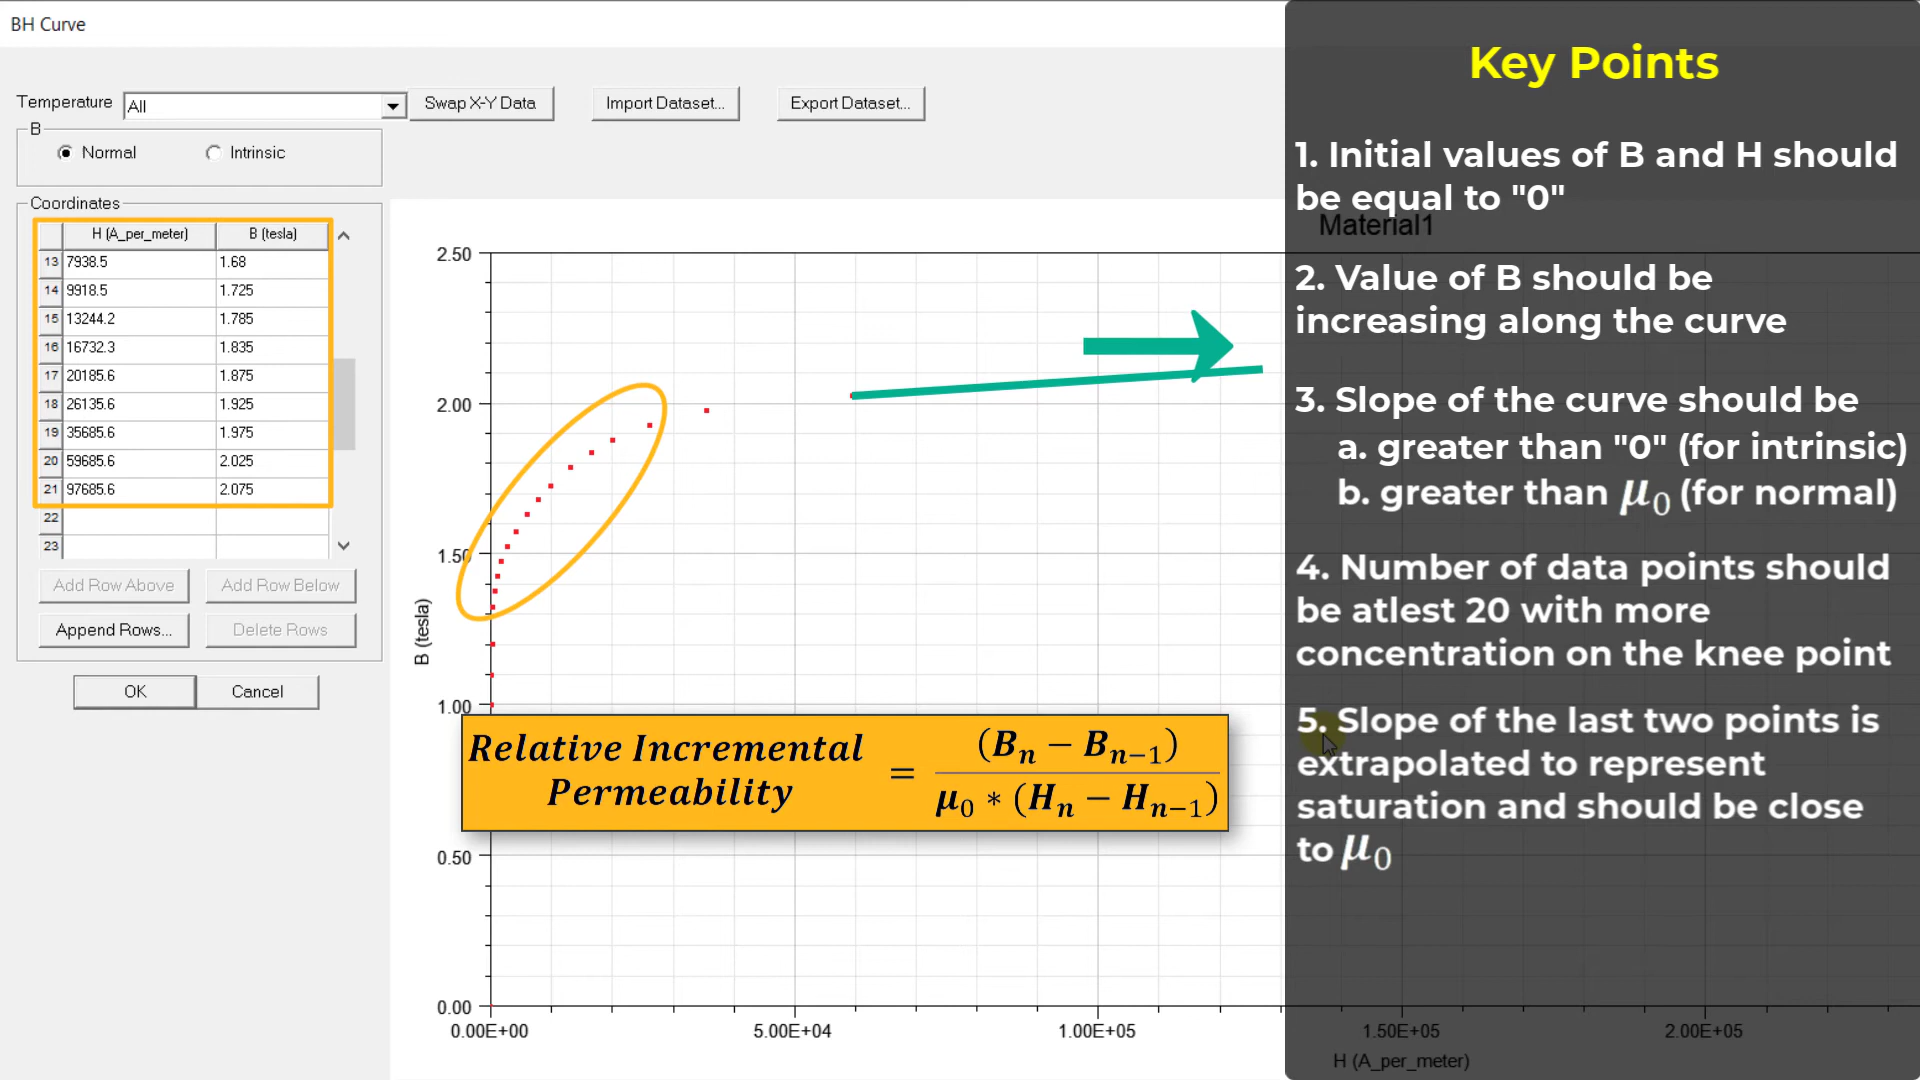 BH Curve
Temperature All Swap X-Y Data Import Dataset... Export Dataset...
B
Normal Intrinsic
Coordinates
H (A_per_meter) B (tesla)
13 7938.5 1.68
14 9918.5 1.725
15 13244.2 1.785
16 16732.3 1.835
17 20185.6 1.875
18 26135.6 1.925
19 35685.6 1.975
20 59685.6 2.025
21 97685.6 2.075
22
23
Add Row Above Add Row Below
Append Rows... Delete Rows
OK Cancel
Material1
2.50
2.00
1.50
1.00
0.50
0.00
B (tesla)
0.00E+00 5.00E+04 1.00E+05 1.50E+05 2.00E+05
H (A_per_meter)
Relative Incremental
Permeability = (Bn − Bn−1) / μ0 * (Hn − Hn−1)
Key Points
1. Initial values of B and H should
be equal to "0"
2. Value of B should be
increasing along the curve
3. Slope of the curve should be
a. greater than "0" (for intrinsic)
b. greater than μ0 (for normal)
4. Number of data points should
be atlest 20 with more
concentration on the knee point
5. Slope of the last two points is
extrapolated to represent
saturation and should be close
to μ0